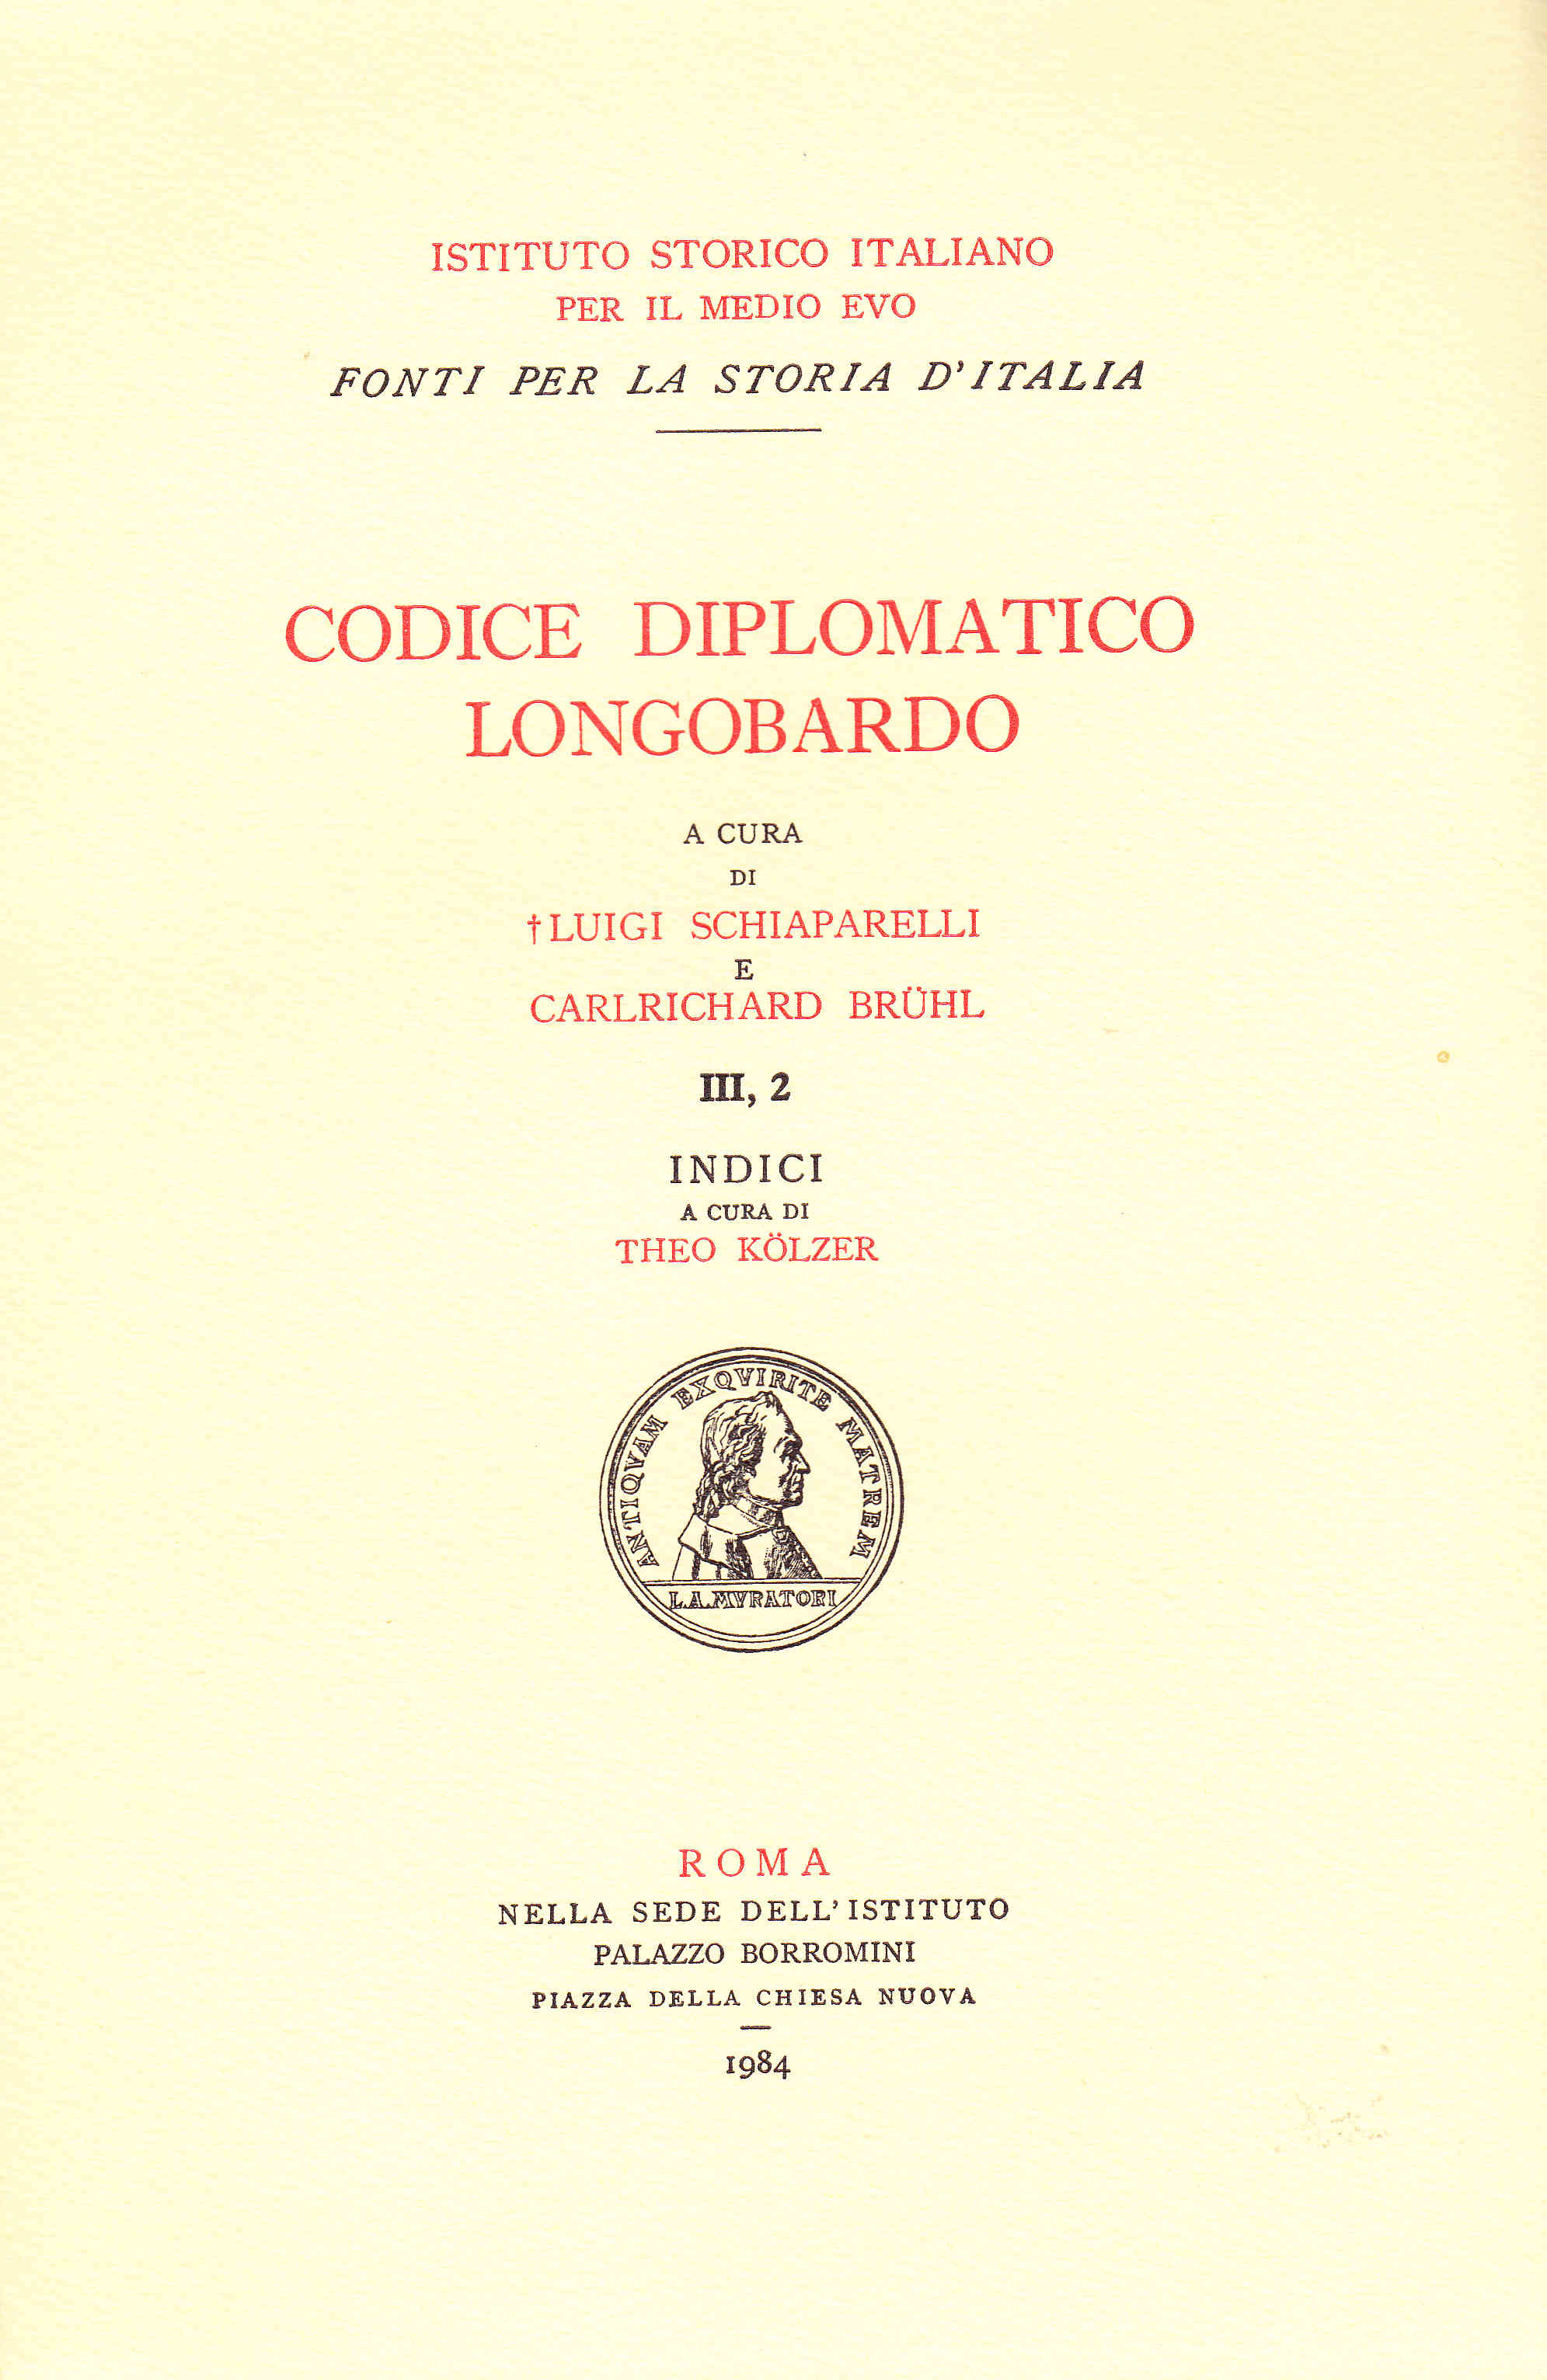 ISTITUTO STORICO ITALIANO
PER IL MEDIO EVO
FONTI PER LA STORIA D'ITALIA
CODICE DIPLOMATICO
LONGOBARDO
A CURA
DI
†LUIGI SCHIAPARELLI
E
CARLRICHARD BRÜHL
III, 2
INDICI
A CURA DI
THEO KÖLZER
ANTIQVAM EXQVIRITE MATREM
L.A.MVRATORI
ROMA
NELLA SEDE DELL'ISTITUTO
PALAZZO BORROMINI
PIAZZA DELLA CHIESA NUOVA
1984